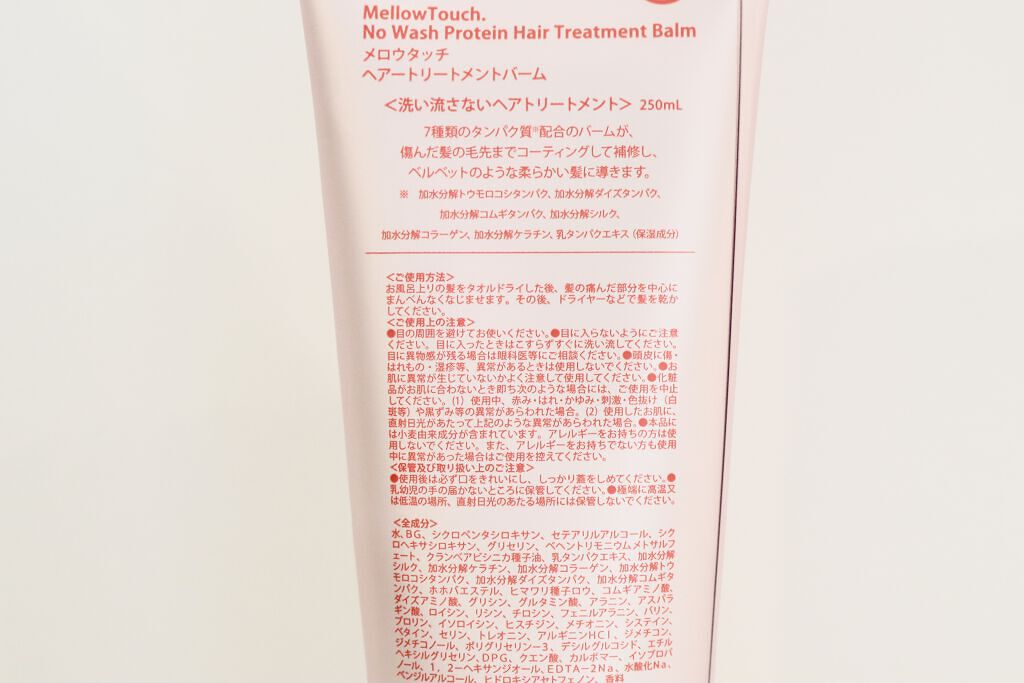 MellowTouch.
No Wash Protein Hair Treatment Balm
メロウタッチ
ヘアートリートメントバーム
＜洗い流さないヘアトリートメント＞ 250mL
7種類のタンパク質※配合のバームが、
傷んだ髪の毛先までコーティングして補修し、
ベルベットのような柔らかい髪に導きます。
※ 加水分解トウモロコシタンパク、加水分解ダイズタンパク、
加水分解コムギタンパク、加水分解シルク、
加水分解コラーゲン、加水分解ケラチン、乳タンパクエキス（保湿成分）
＜ご使用方法＞
お風呂上りの髪をタオルドライした後、髪の痛んだ部分を中心に
まんべんなくなじませます。その後、ドライヤーなどで髪を乾か
してください。
＜ご使用上の注意＞
●目の周囲を避けてお使いください。●目に入らないようにご注意
ください。目に入ったときはこすらずすぐに洗い流してください。
目に異物感が残る場合は眼科医等にご相談ください。●頭皮に傷・
はれもの・湿疹等、異常があるときは使用しないでください。●お
肌に異常が生じていないかよく注意して使用してください。●化粧
品がお肌に合わないとき即ち次のような場合には、ご使用を中止
してください。（1）使用中、赤み・はれ・かゆみ・刺激・色抜け（白
斑等）や黒ずみ等の異常があらわれた場合。（2）使用したお肌に、
直射日光があたって上記のような異常があらわれた場合。●本品に
は小麦由来成分が含まれています。アレルギーをお持ちの方は使
用しないでください。また、アレルギーをお持ちでない方も使用
中に異常があった場合はご使用を控えてください。
＜保管及び取り扱い上のご注意＞
●使用後は必ず口をきれいにし、しっかり蓋をしめてください。●
乳幼児の手の届かないところに保管してください。●極端に高温又
は低温の場所、直射日光のあたる場所には保管しないでください。
＜全成分＞
水、BG、シクロペンタシロキサン、セテアリルアルコール、シク
ロヘキサシロキサン、グリセリン、ベヘントリモニウムメトサルフ
ェート、クランベアビシニカ種子油、乳タンパクエキス、加水分解
シルク、加水分解ケラチン、加水分解コラーゲン、加水分解トウ
モロコシタンパク、加水分解ダイズタンパク、加水分解コムギタ
ンパク、ホホバエステル、ヒマワリ種子ロウ、コムギアミノ酸、
ダイズアミノ酸、グリシン、グルタミン酸、アラニン、アスパラ
ギン酸、ロイシン、リシン、チロシン、フェニルアラニン、バリン、
プロリン、イソロイシン、ヒスチジン、メチオニン、システイン、
ベタイン、セリン、トレオニン、アルギニンHCl、ジメチコン、
ジメチコノール、ポリグリセリン－3、デシルグルコシド、エチル
ヘキシルグリセリン、DPG、クエン酸、カルボマー、イソプロパ
ノール、1，2－ヘキサンジオール、EDTA－2Na、水酸化Na、
ベンジルアルコール、ヒドロキシアセトフェノン、香料